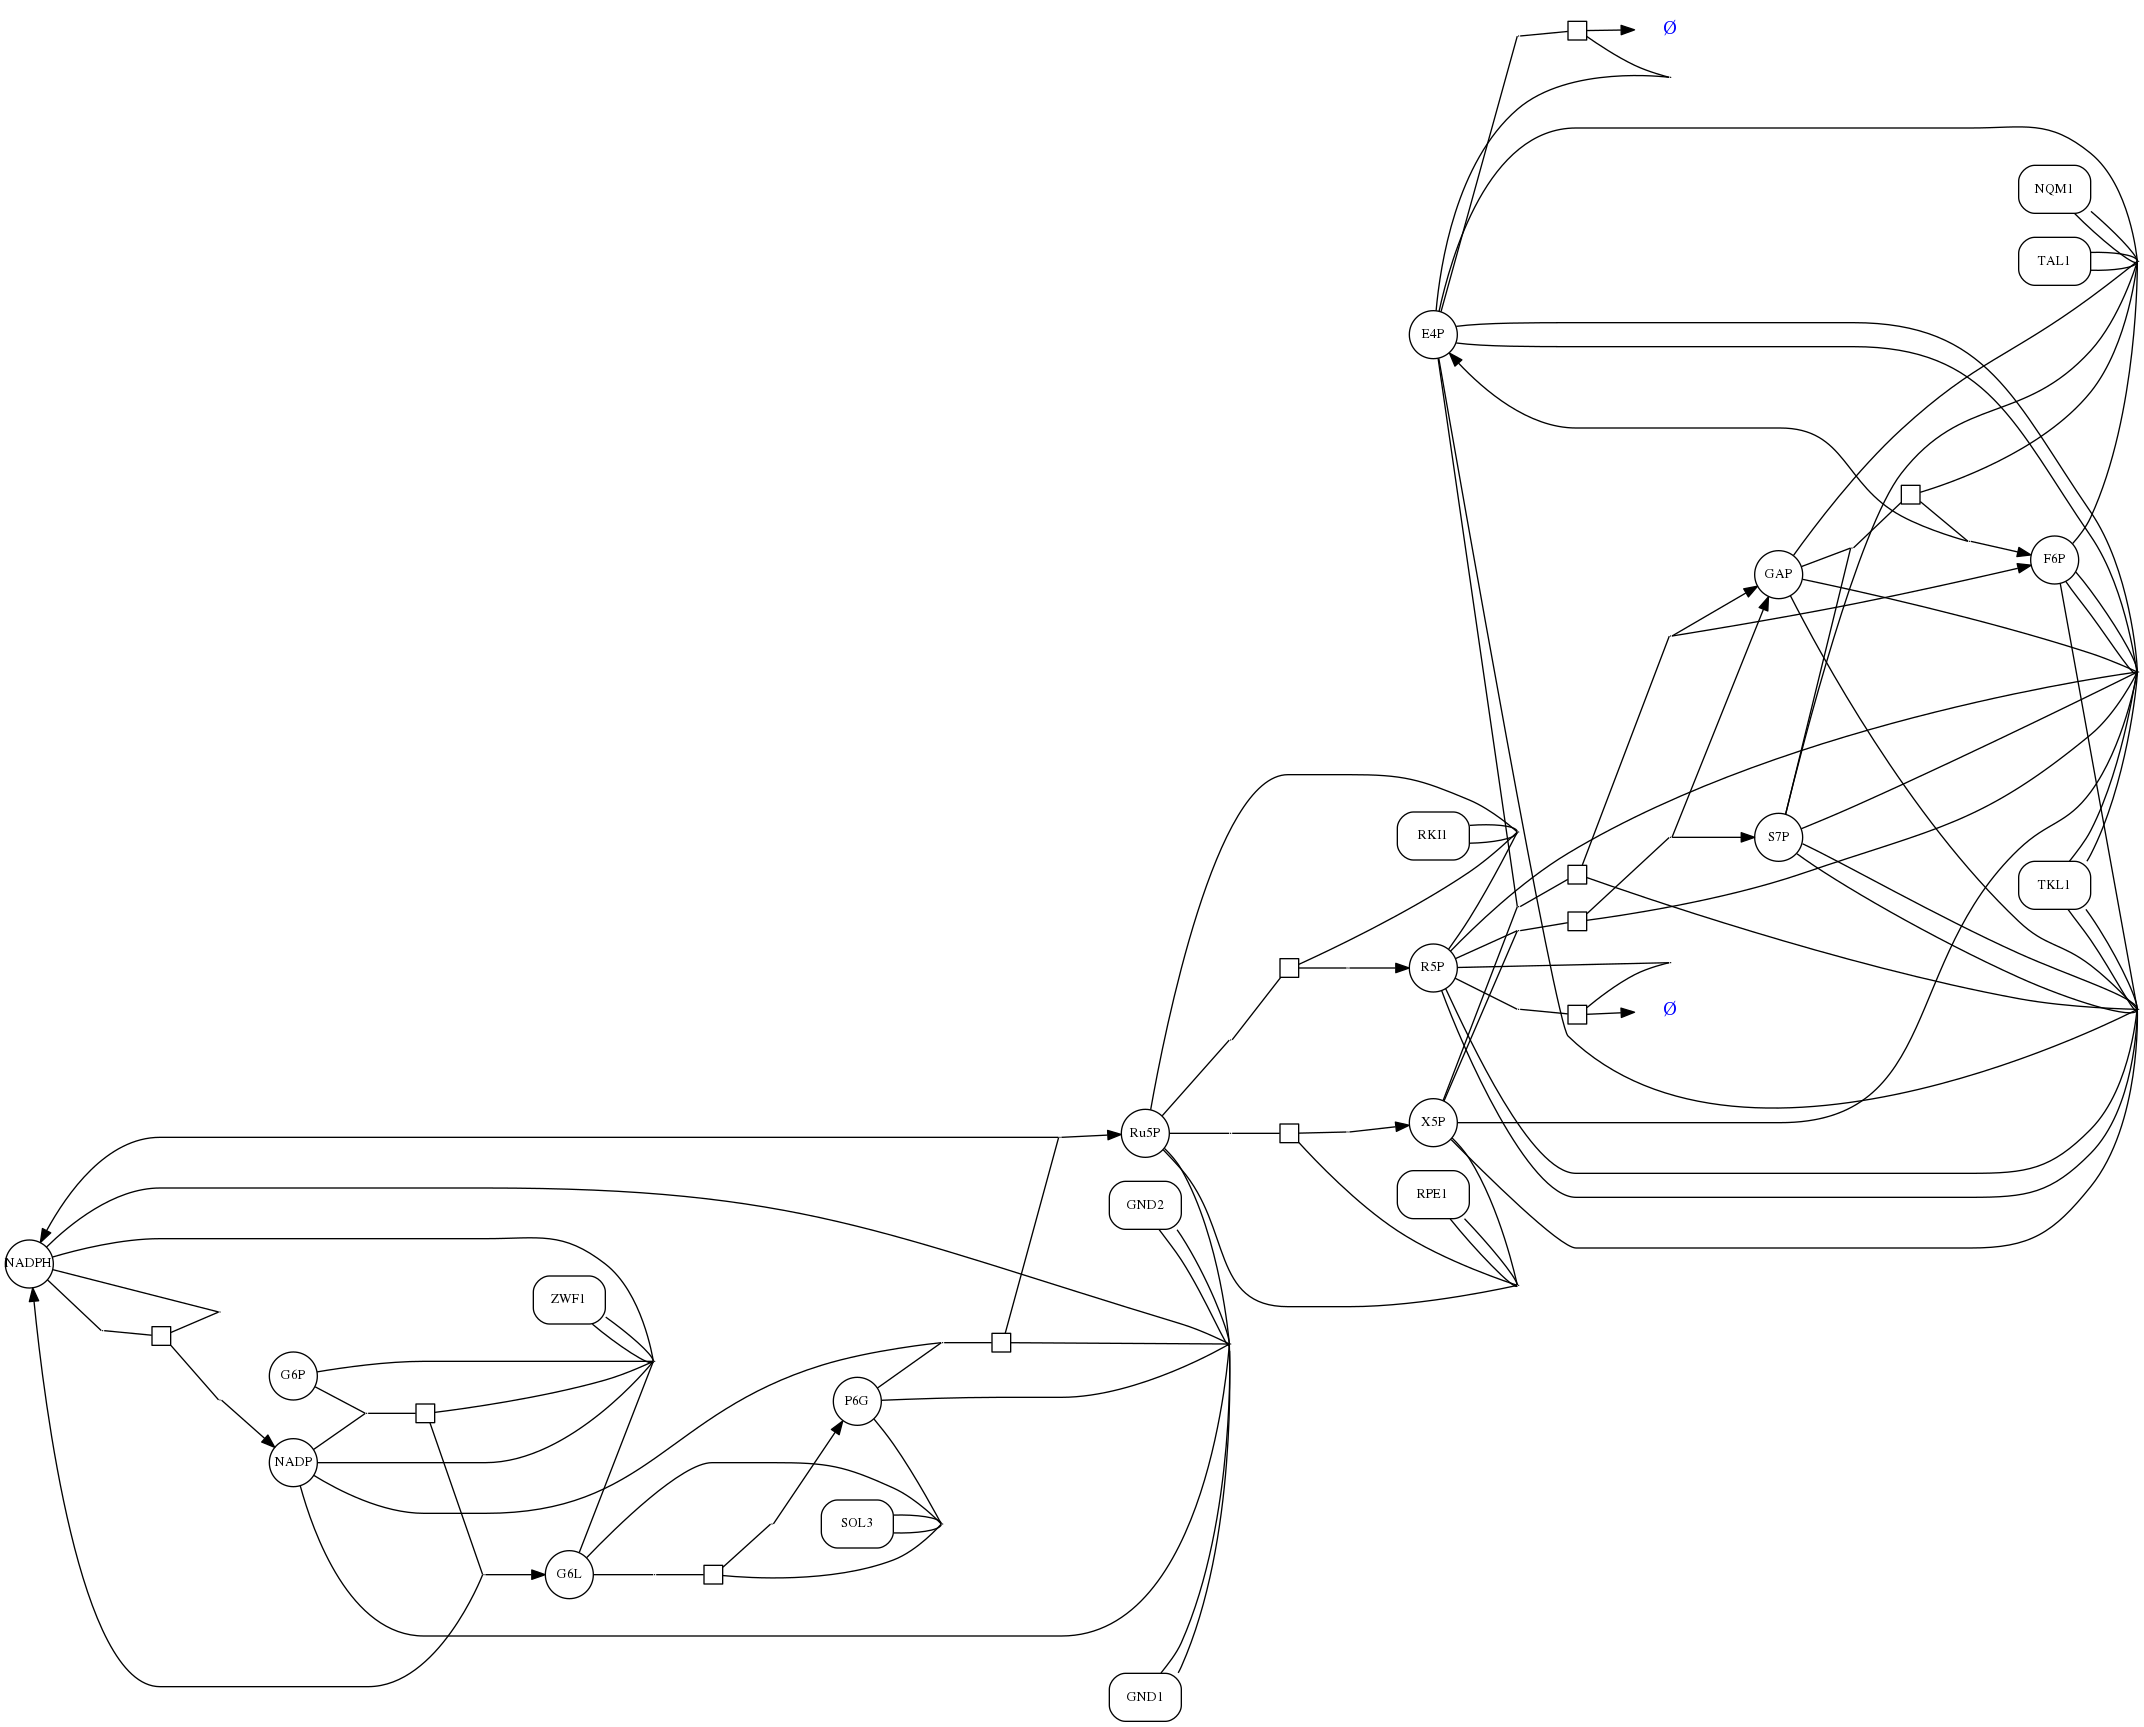 Ø
NQM1
TAL1
E4P
F6P
GAP
RKI1
S7P
TKL1
R5P
Ø
X5P
Ru5P
RPE1
GND2
NADPH
ZWF1
G6P
P6G
NADP
SOL3
G6L
GND1